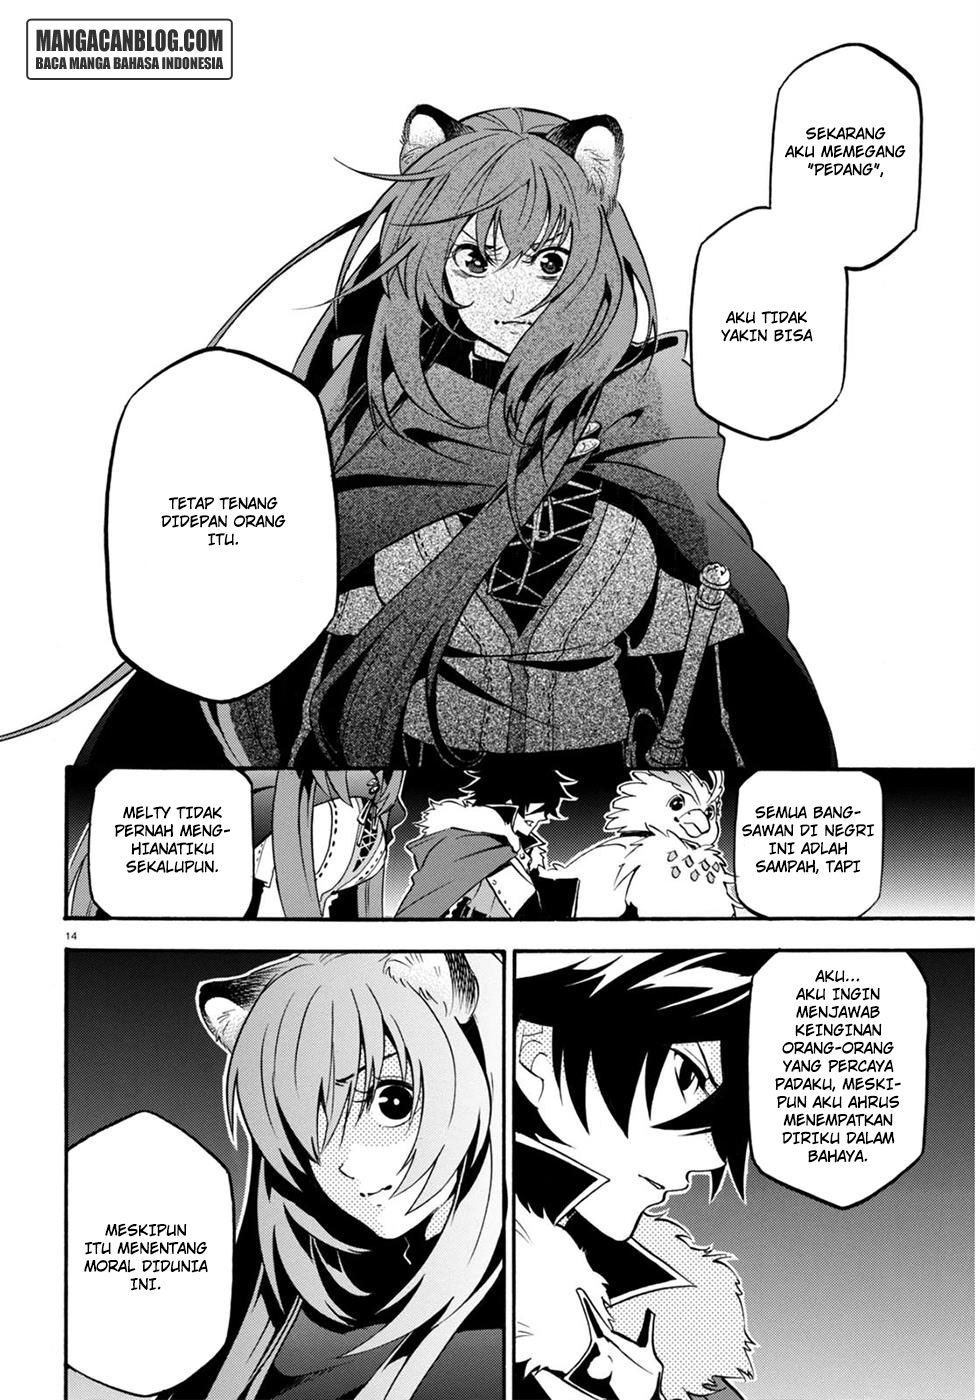 MANGACANBLOG.COM
BACA MANGA BAHASA INDONESIA
SEKARANG
AKU MEMEGANG
"PEDANG",
AKU TIDAK
YAKIN BISA
TETAP TENANG
DIDEPAN ORANG
ITU.
SEMUA BANG-
SAWAN DI NEGRI
INI ADLAH
SAMPAH, TAPI
MELTY TIDAK
PERNAH MENG-
HIANATIKU
SEKALUPUN.
14
AKU...
AKU INGIN
MENJAWAB
KEINGINAN
ORANG-ORANG
YANG PERCAYA
PADAKU, MESKI-
PUN AKU AHRUS
MENEMPATKAN
DIRIKU DALAM
BAHAYA.
MESKIPUN
ITU MENENTANG
MORAL DIDUNIA
INI.